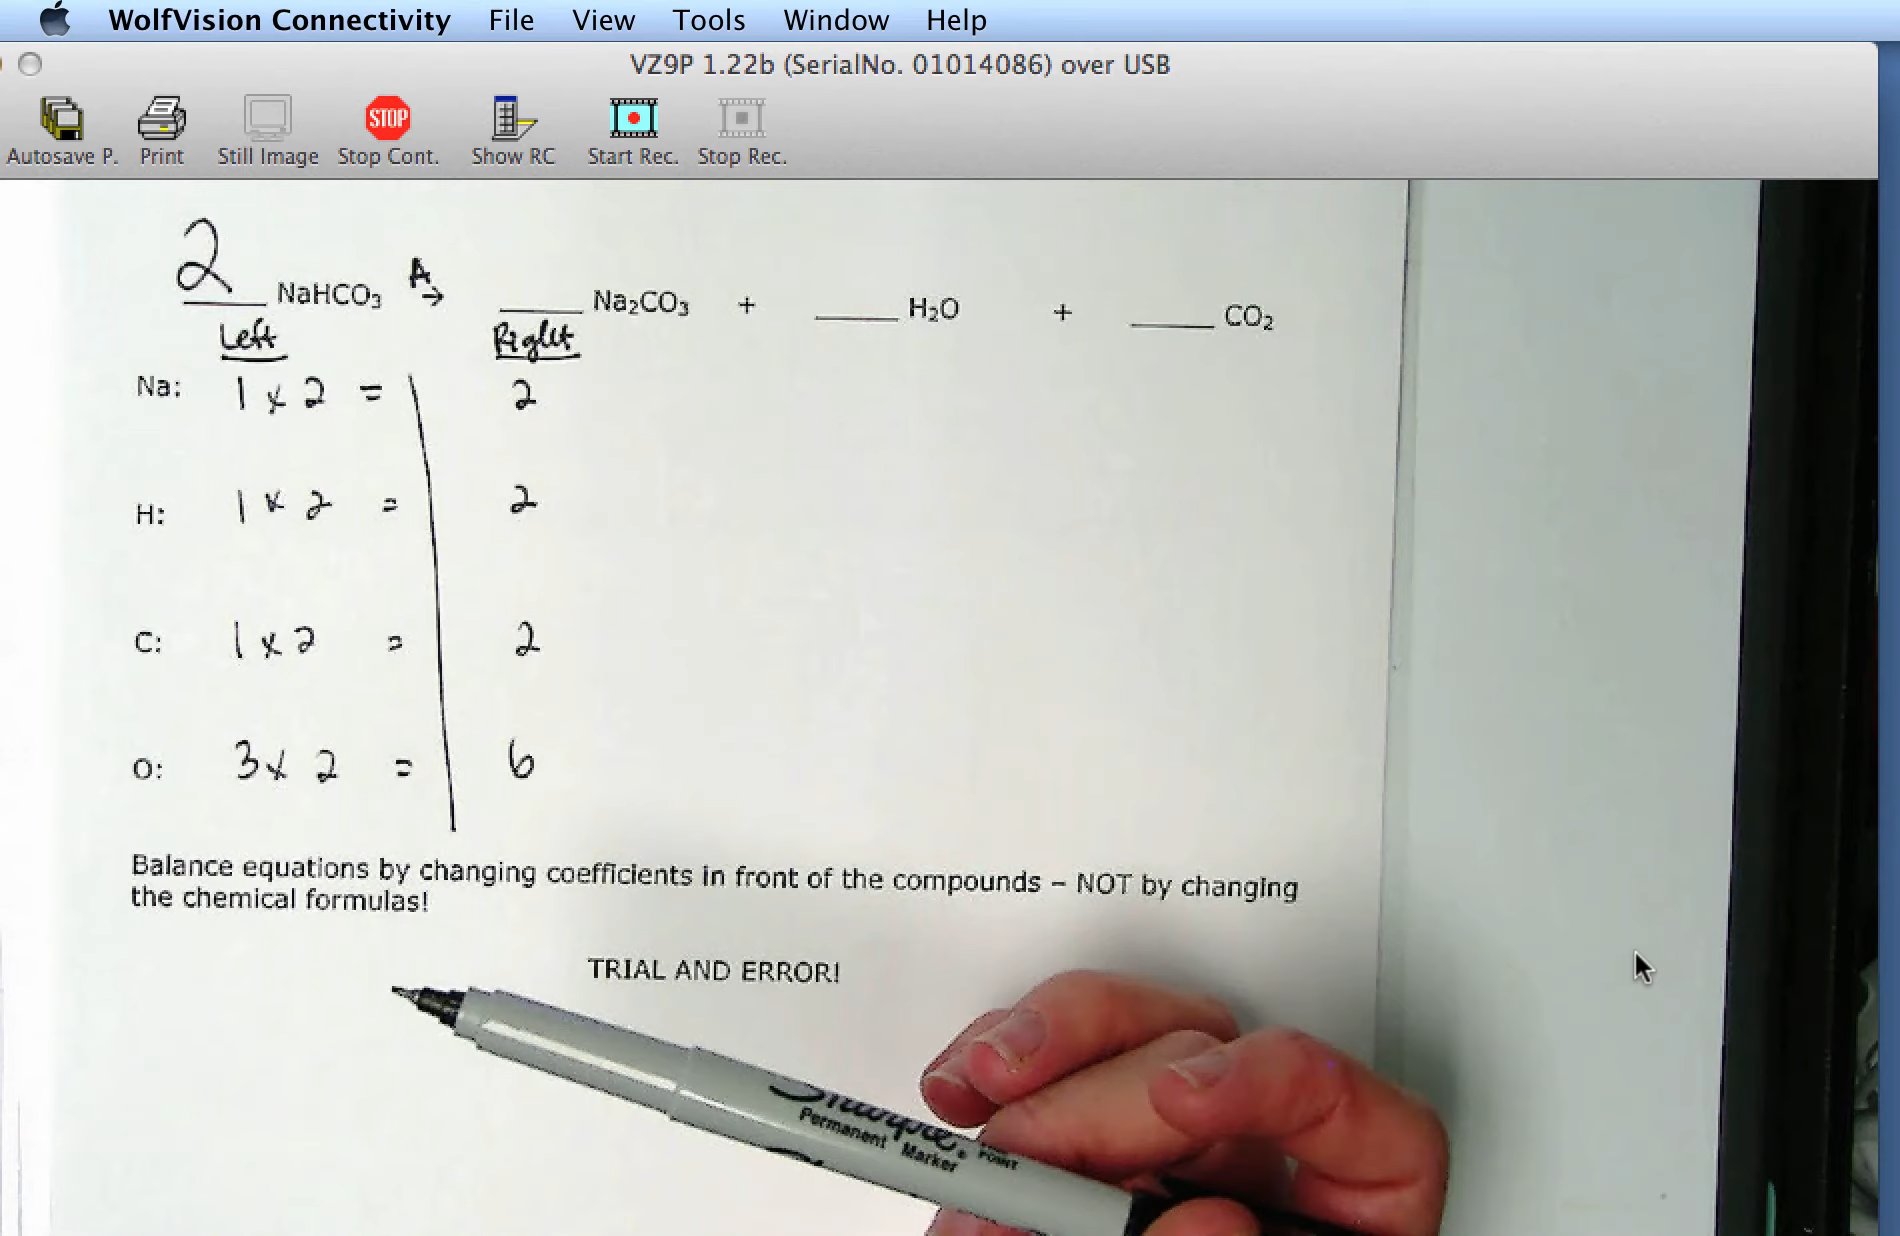 WolfVision Connectivity File View Tools Window Help
VZ9P 1.22b (SerialNo. 01014086) over USB
STOP
Autosave P. Print Still Image Stop Cont. Show RC Start Rec. Stop Rec.
2 NaHCO₃ → Na₂CO₃ + H₂O + CO₂
Left Right
Na: 1 x 2 = 2
H: 1 x 2 = 2
C: 1 x 2 = 2
O: 3 x 2 = 6
Balance equations by changing coefficients in front of the compounds – NOT by changing
the chemical formulas!
TRIAL AND ERROR!
Sharpie.
Permanent Marker
POINT